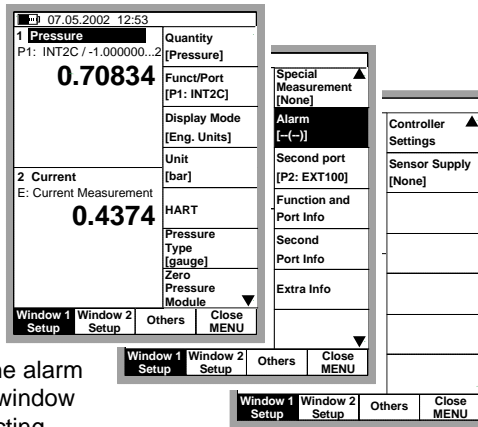 07.05.2002 12:53
1 Pressure
P1: INT2C / -1.000000...2
0.70834
2 Current
E: Current Measurement
0.4374
Quantity
[Pressure]
Funct/Port
[P1: INT2C]
Display Mode
[Eng. Units]
Unit
[bar]
HART
Pressure
Type
[gauge]
Zero
Pressure
Module
Window 1 Setup
Window 2 Setup
Others
Close MENU
Special
Measurement
[None]
Alarm
[--(--)]
Second port
[P2: EXT100]
Function and
Port Info
Second
Port Info
Extra Info
Window 1 Setup
Window 2 Setup
Others
Close MENU
Controller
Settings
Sensor Supply
[None]
Window 1 Setup
Window 2 Setup
Others
Close MENU
ne alarm
window
cting